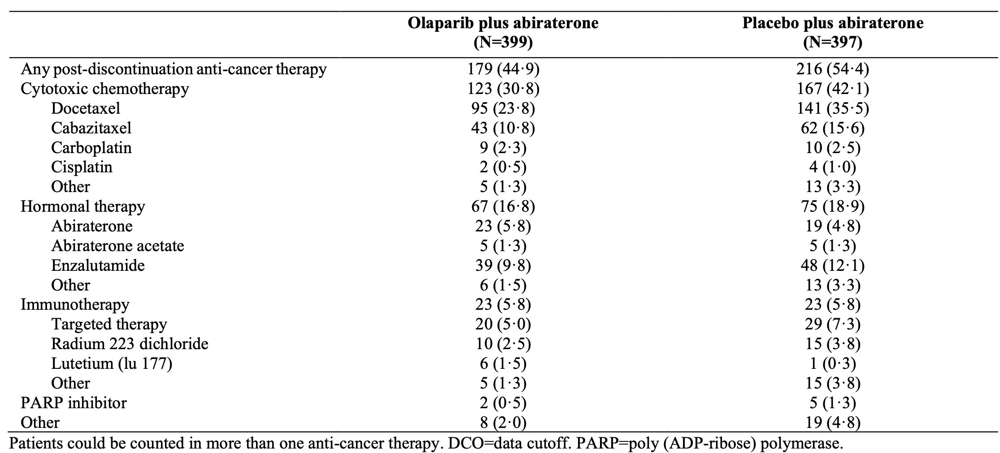 Olaparib plus abiraterone Placebo plus abiraterone
(N=399) (N=397)
Any post-discontinuation anti-cancer therapy 179 (44·9) 216 (54·4)
Cytotoxic chemotherapy 123 (30·8) 167 (42·1)
Docetaxel 95 (23·8) 141 (35·5)
Cabazitaxel 43 (10·8) 62 (15·6)
Carboplatin 9 (2·3) 10 (2·5)
Cisplatin 2 (0·5) 4 (1·0)
Other 5 (1·3) 13 (3·3)
Hormonal therapy 67 (16·8) 75 (18·9)
Abiraterone 23 (5·8) 19 (4·8)
Abiraterone acetate 5 (1·3) 5 (1·3)
Enzalutamide 39 (9·8) 48 (12·1)
Other 6 (1·5) 13 (3·3)
Immunotherapy 23 (5·8) 23 (5·8)
Targeted therapy 20 (5·0) 29 (7·3)
Radium 223 dichloride 10 (2·5) 15 (3·8)
Lutetium (lu 177) 6 (1·5) 1 (0·3)
Other 5 (1·3) 15 (3·8)
PARP inhibitor 2 (0·5) 5 (1·3)
Other 8 (2·0) 19 (4·8)
Patients could be counted in more than one anti-cancer therapy. DCO=data cutoff. PARP=poly (ADP-ribose) polymerase.